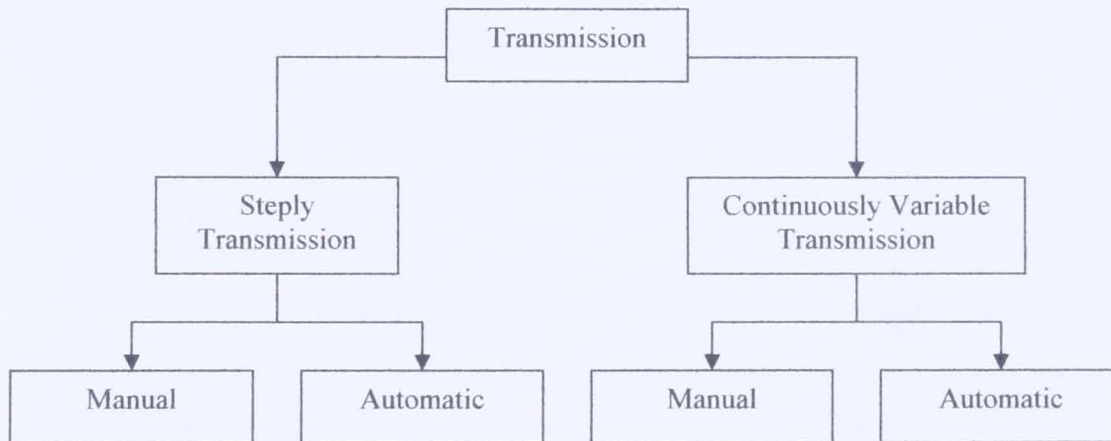 Transmission
Steply
Transmission
Continuously Variable
Transmission
Manual
Automatic
Manual
Automatic